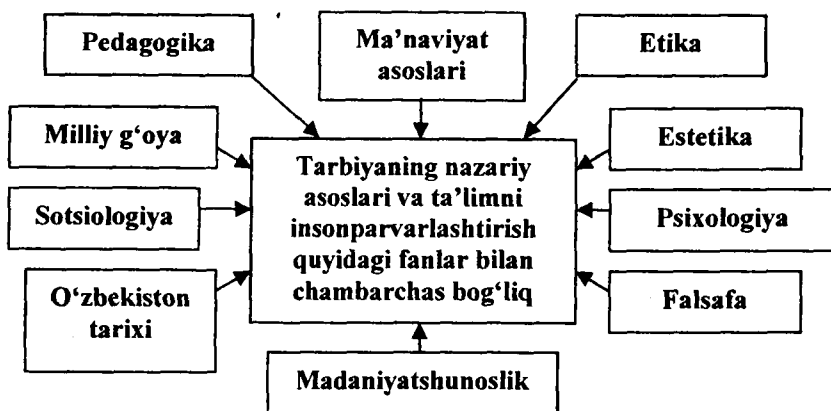 Pedagogika
Ma’naviyat
asoslari
Etika
Milliy g‘oya
Sotsiologiya
O‘zbekiston
tarixi
Tarbiyaning nazariy
asoslari va ta’limni
insonparvarlashtirish
quyidagi fanlar bilan
chambarchas bog‘liq
Estetika
Psixologiya
Falsafa
Madaniyatshunoslik